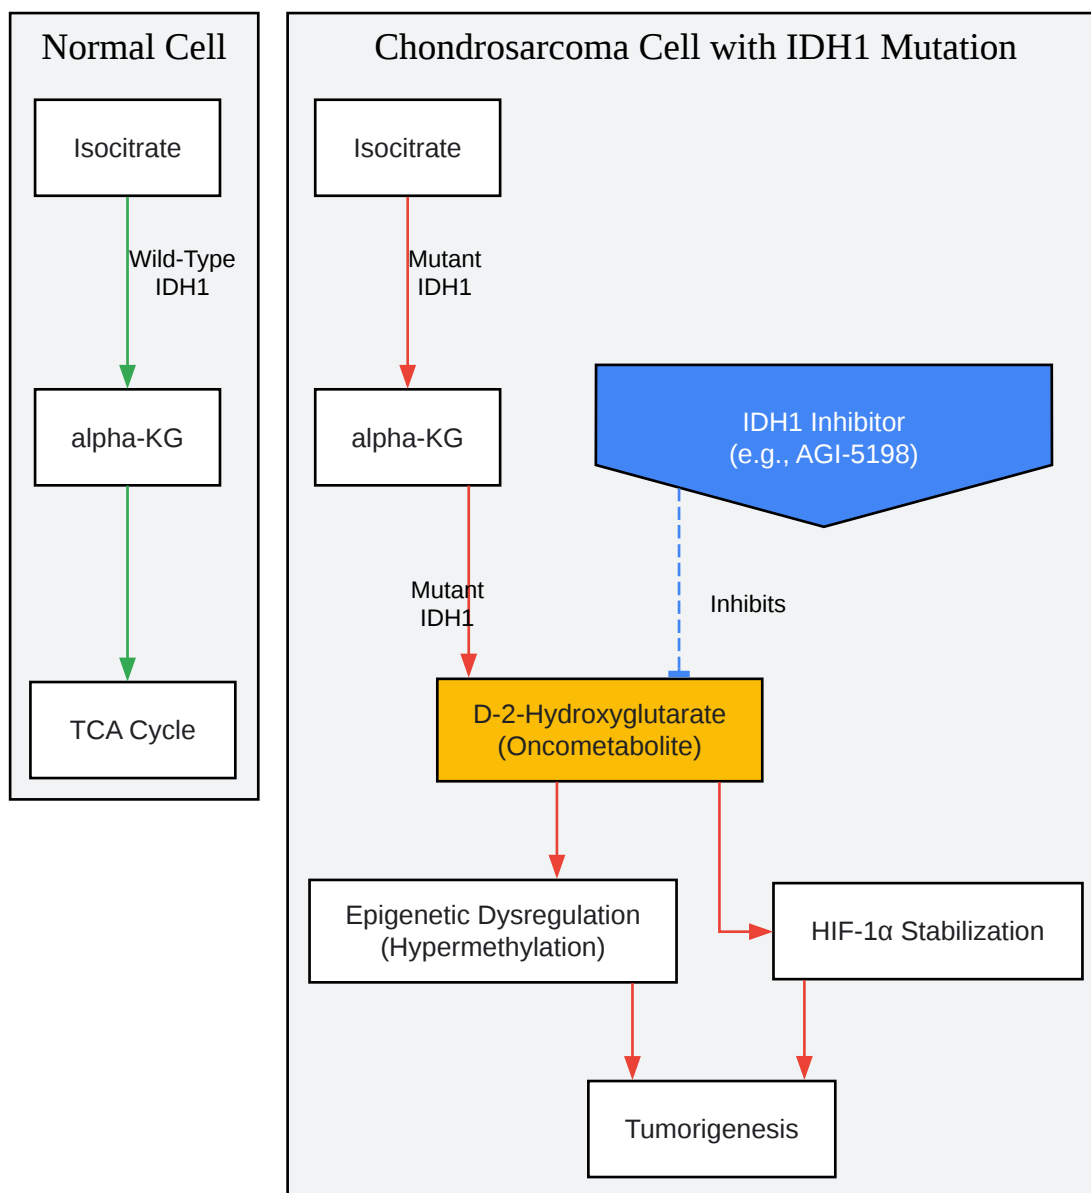 Normal Cell
Isocitrate
Wild-Type
IDH1
alpha-KG
TCA Cycle
Chondrosarcoma Cell with IDH1 Mutation
Isocitrate
Mutant
IDH1
alpha-KG
IDH1 Inhibitor
(e.g., AGI-5198)
Mutant
IDH1
Inhibits
D-2-Hydroxyglutarate
(Oncometabolite)
Epigenetic Dysregulation
(Hypermethylation)
HIF-1α Stabilization
Tumorigenesis